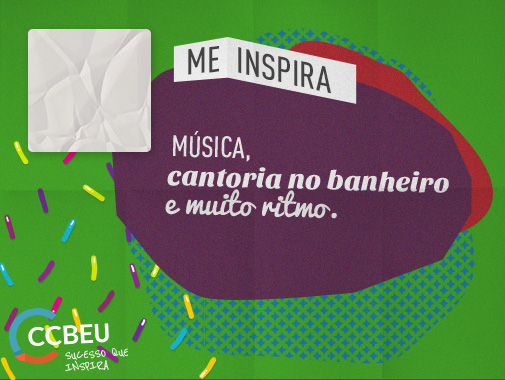 ME INSPIRA
MÚSICA,
cantoria no banheiro
e muito ritmo.
CCBEU
SUCESSO QUE
INSPIRA